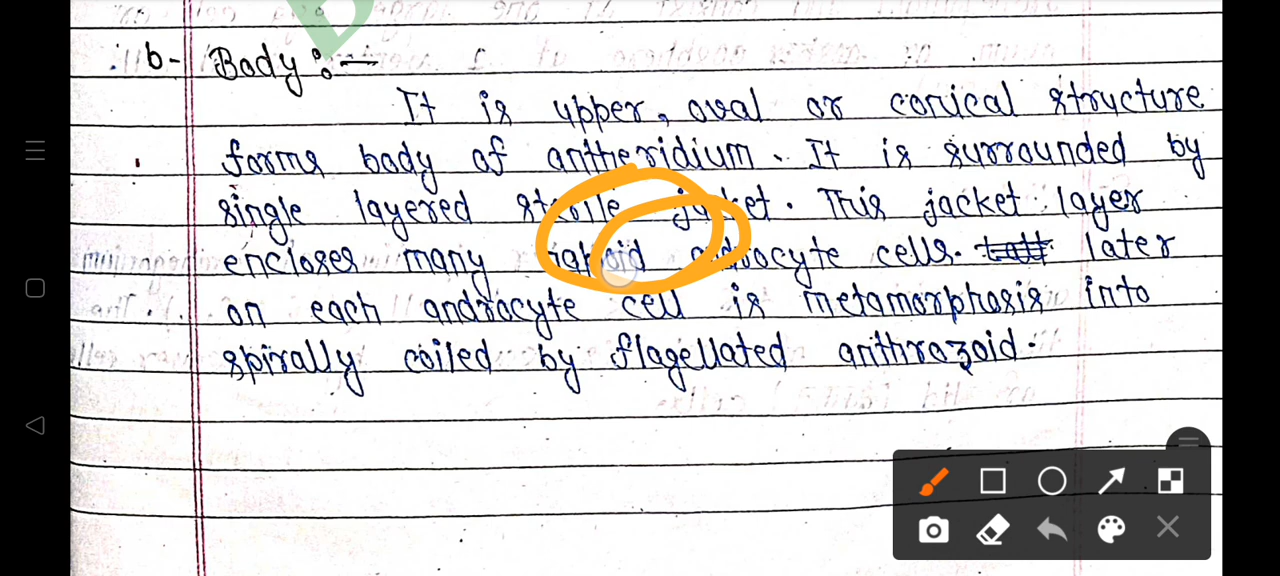 b- Body :-
It is upper, oval or conical structure
forms body of antheridium. It is surrounded by
single layered sterile jacket. This jacket layer
encloses many androcyte cells. later
on each androcyte cell is metamorphosis into
spirally coiled by flagellated anthrozoid.